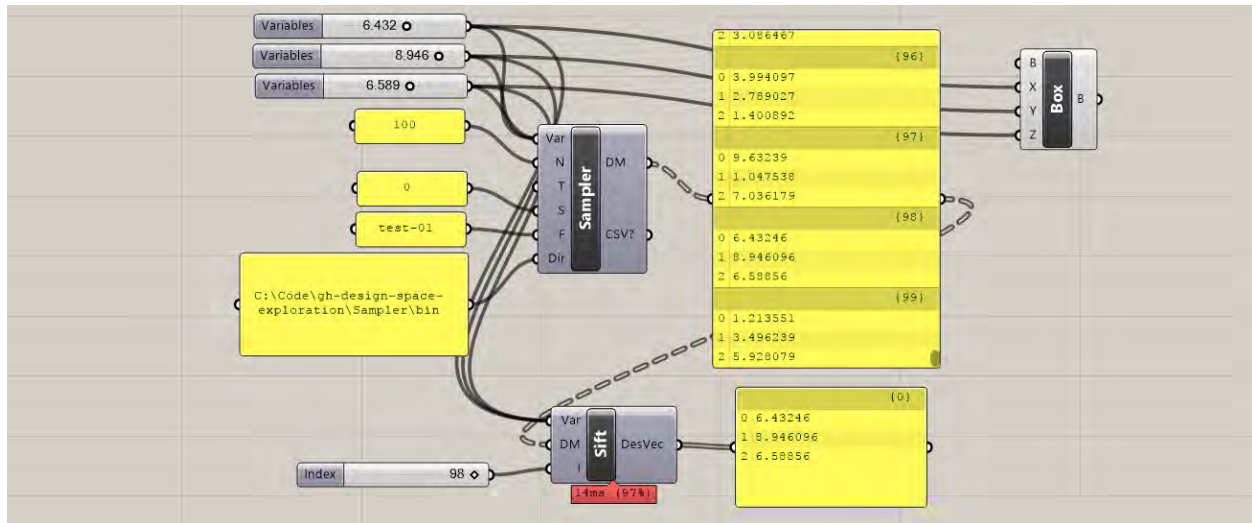 Variables 6.432
Variables 8.946
Variables 6.589
100
0
test-01
C:\Code\gh-design-space-
exploration\Sampler\bin
Var
N
T
S
F
Dir
Sampler
DM
CSV?
2 3.086467
{96}
0 3.994097
1 2.789027
2 1.400892
{97}
0 9.63239
1 1.047538
2 7.036179
{98}
0 6.43246
1 8.946096
2 6.58856
{99}
0 1.213551
1 3.496239
2 5.928079
B
X
Y
Z
Box
B
Index 98
Var
DM
I
Sift
DesVec
14ms (97%)
{0}
0 6.43246
1 8.946096
2 6.58856